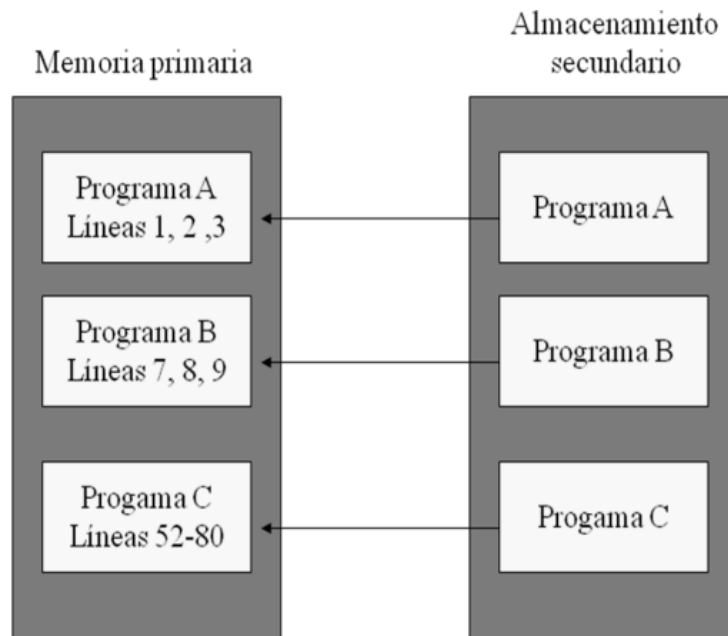 Memoria primaria
Almacenamiento
secundario
Programa A
Líneas 1, 2 ,3
Programa A
Programa B
Líneas 7, 8, 9
Programa B
Progama C
Líneas 52-80
Progama C